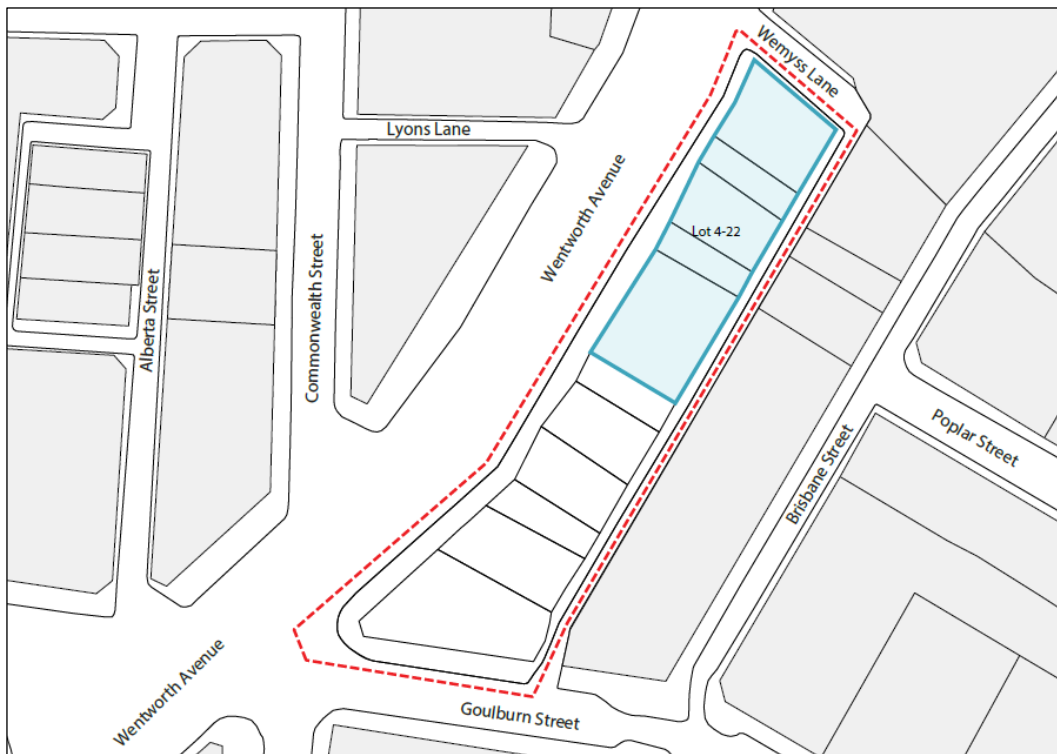 Wemyss Lane
Lyons Lane
Wentworth Avenue
Lot 4-22
Alberta Street
Commonwealth Street
Poplar Street
Brisbane Street
Wentworth Avenue
Goulburn Street